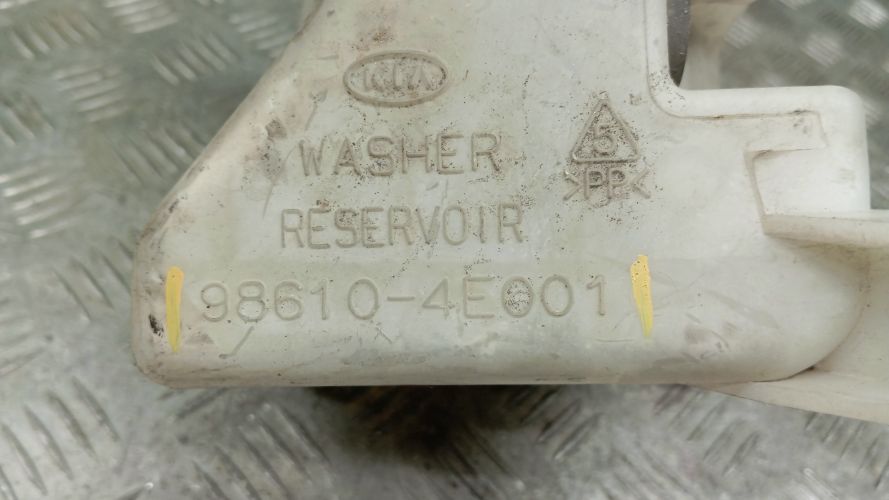 KIA
WASHER
5
>PP<
RESERVOIR
98610-4E001